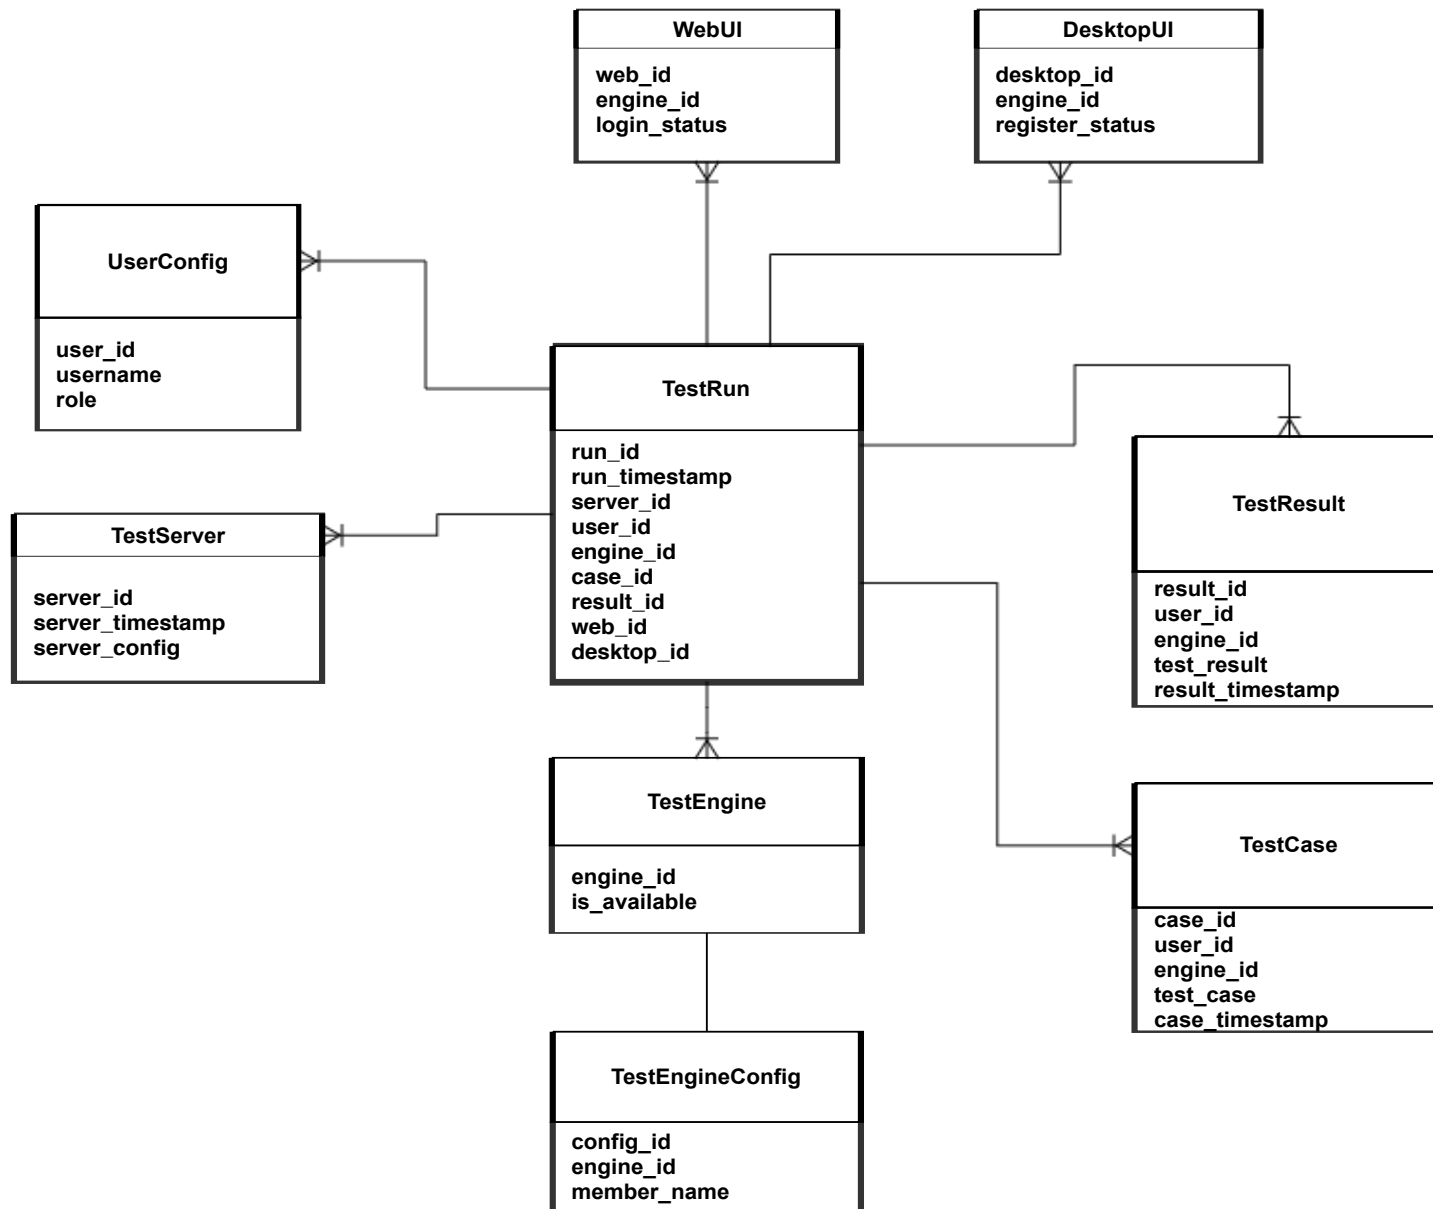 WebUI
web_id
engine_id
login_status
DesktopUI
desktop_id
engine_id
register_status
UserConfig
user_id
username
role
TestRun
run_id
run_timestamp
server_id
user_id
engine_id
case_id
result_id
web_id
desktop_id
TestResult
result_id
user_id
engine_id
test_result
result_timestamp
TestServer
server_id
server_timestamp
server_config
TestEngine
engine_id
is_available
TestCase
case_id
user_id
engine_id
test_case
case_timestamp
TestEngineConfig
config_id
engine_id
member_name